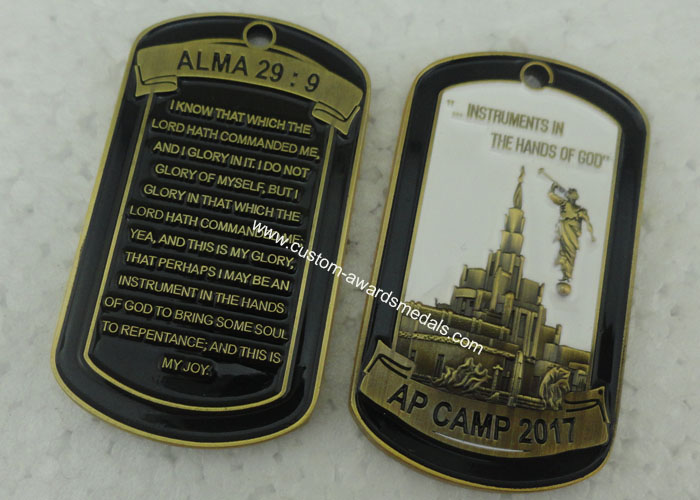 ALMA 29 : 9
I KNOW THAT WHICH THE
LORD HATH COMMANDED ME,
AND I GLORY IN IT. I DO NOT
GLORY OF MYSELF, BUT I
GLORY IN THAT WHICH THE
LORD HATH COMMANDED ME:
YEA, AND THIS IS MY GLORY,
THAT PERHAPS I MAY BE AN
INSTRUMENT IN THE HANDS
OF GOD TO BRING SOME SOUL
TO REPENTANCE; AND THIS IS
MY JOY.
"... INSTRUMENTS IN
THE HANDS OF GOD"
AP CAMP 2017
www.custom-awardsmedals.com